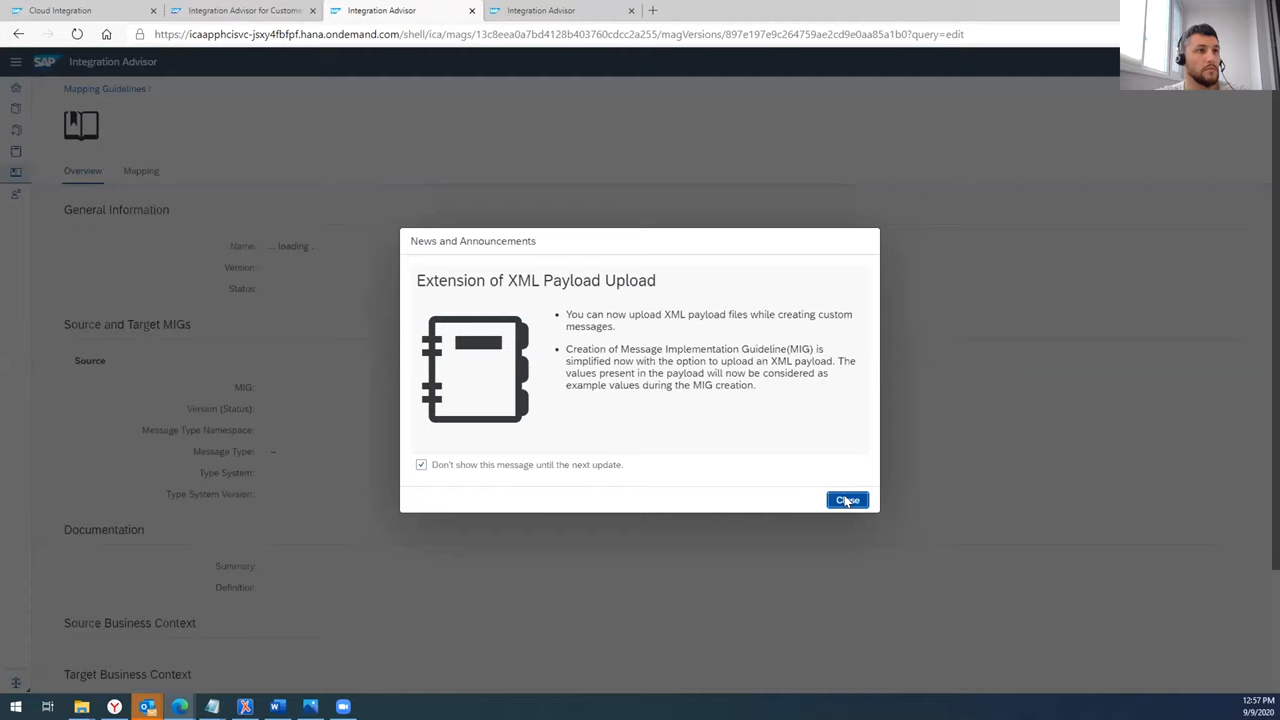 Cloud Integration
Integration Advisor for Custome
Integration Advisor
Integration Advisor
https://icaapphcisvc-jsxy4fbfpf.hana.ondemand.com/shell/ica/mags/13c8eea0a7bd4128b403760cdcc2a255/magVersions/897e197e9c264759ae2cd9e0aa85a1b0?query=edit
SAP Integration Advisor
Mapping Guidelines /
Overview Mapping
General Information
Name: .. loading ..
Version:
Status:
Source and Target MIGs
Source
MIG:
Version (Status):
Message Type Namespace:
Message Type: –
Type System:
Type System Version:
Documentation
Summary:
Definition:
Source Business Context
Target Business Context
News and Announcements
Extension of XML Payload Upload
• You can now upload XML payload files while creating custom
messages.
• Creation of Message Implementation Guideline(MIG) is
simplified now with the option to upload an XML payload. The
values present in the payload will now be considered as
example values during the MIG creation.
Don't show this message until the next update.
Close
12:57 PM
9/9/2020